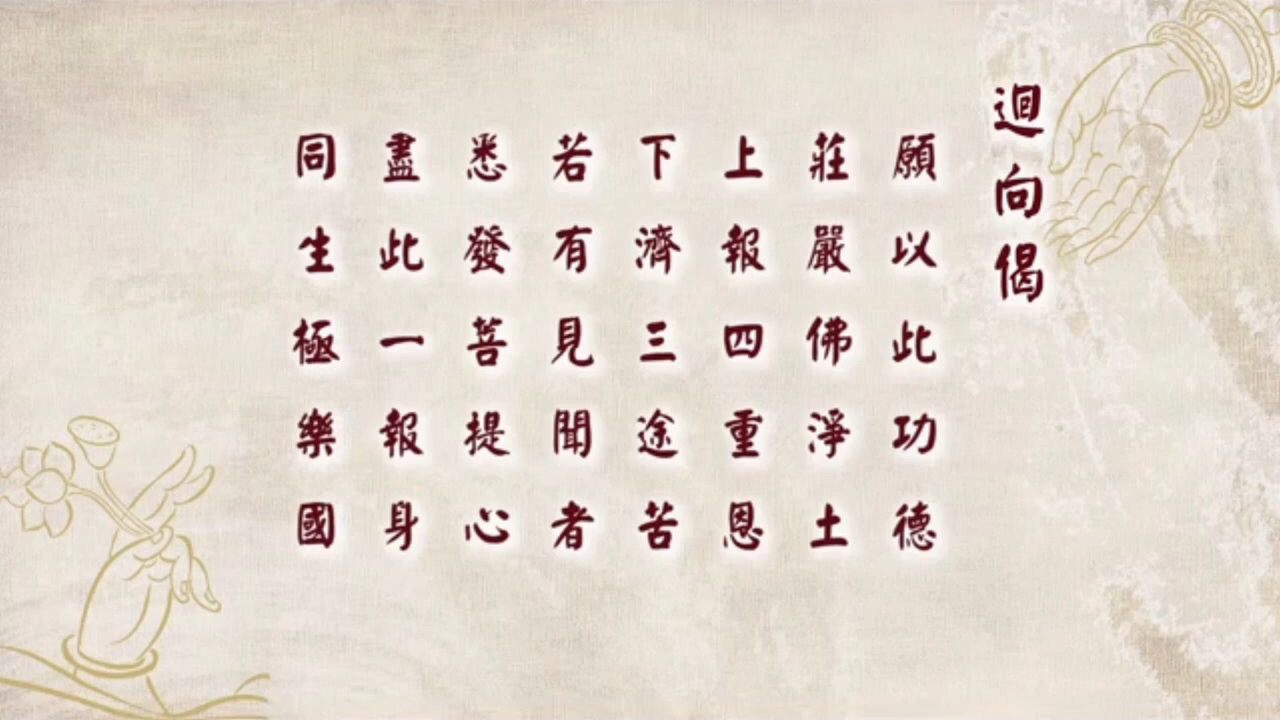 迴向偈
願以此功德
莊嚴佛淨土
上報四重恩
下濟三途苦
若有見聞者
悉發菩提心
盡此一報身
同生極樂國